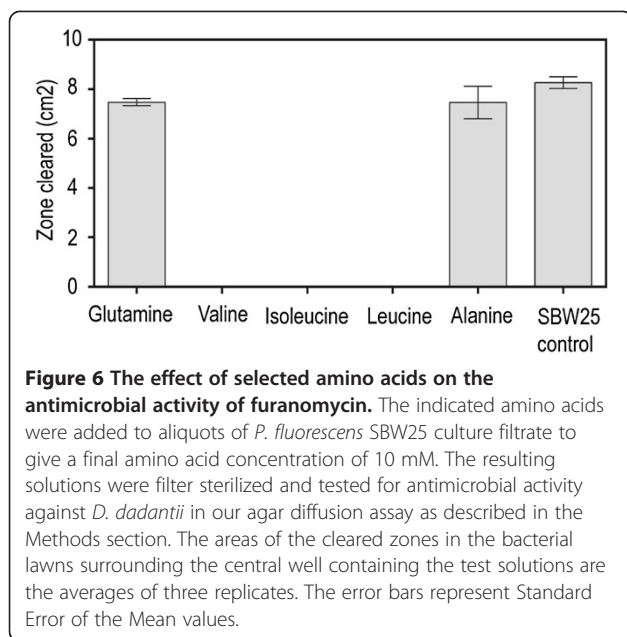 10
8
6
4
2
0
Zone cleared (cm2)
Glutamine Valine Isoleucine Leucine Alanine SBW25
control
Figure 6 The effect of selected amino acids on the
antimicrobial activity of furanomycin. The indicated amino acids
were added to aliquots of P. fluorescens SBW25 culture filtrate to
give a final amino acid concentration of 10 mM. The resulting
solutions were filter sterilized and tested for antimicrobial activity
against D. dadantii in our agar diffusion assay as described in the
Methods section. The areas of the cleared zones in the bacterial
lawns surrounding the central well containing the test solutions are
the averages of three replicates. The error bars represent Standard
Error of the Mean values.